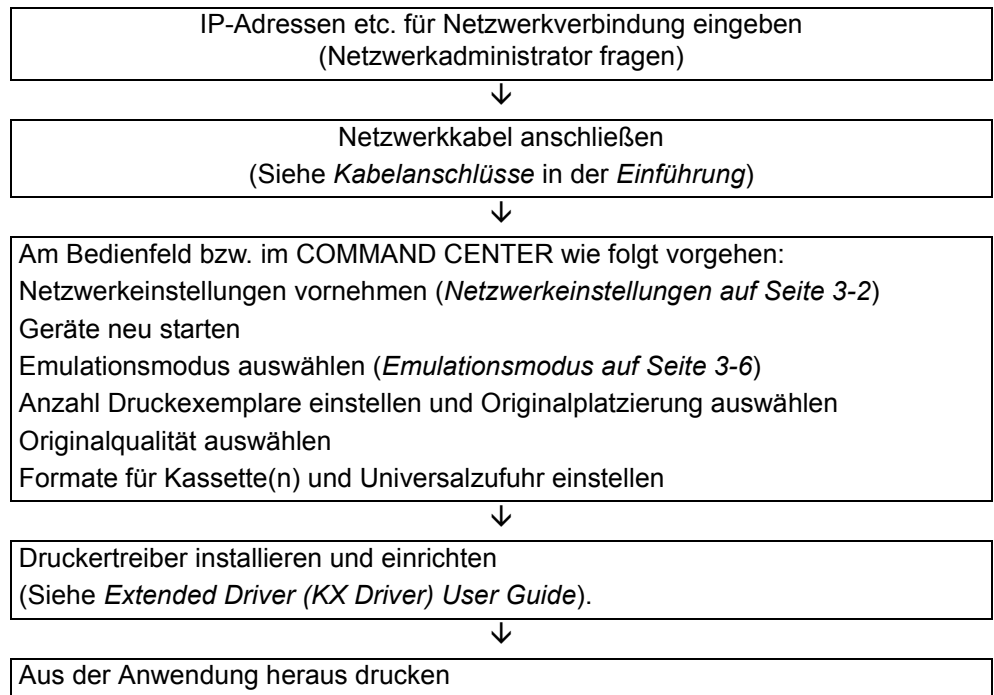 IP-Adressen etc. für Netzwerkverbindung eingeben
(Netzwerkadministrator fragen)
Netzwerkkabel anschließen
(Siehe Kabelanschlüsse in der Einführung)
Am Bedienfeld bzw. im COMMAND CENTER wie folgt vorgehen:
Netzwerkeinstellungen vornehmen (Netzwerkeinstellungen auf Seite 3-2)
Geräte neu starten
Emulationsmodus auswählen (Emulationsmodus auf Seite 3-6)
Anzahl Druckexemplare einstellen und Originalplatzierung auswählen
Originalqualität auswählen
Formate für Kassette(n) und Universalzufuhr einstellen
Druckertreiber installieren und einrichten
(Siehe Extended Driver (KX Driver) User Guide).
Aus der Anwendung heraus drucken